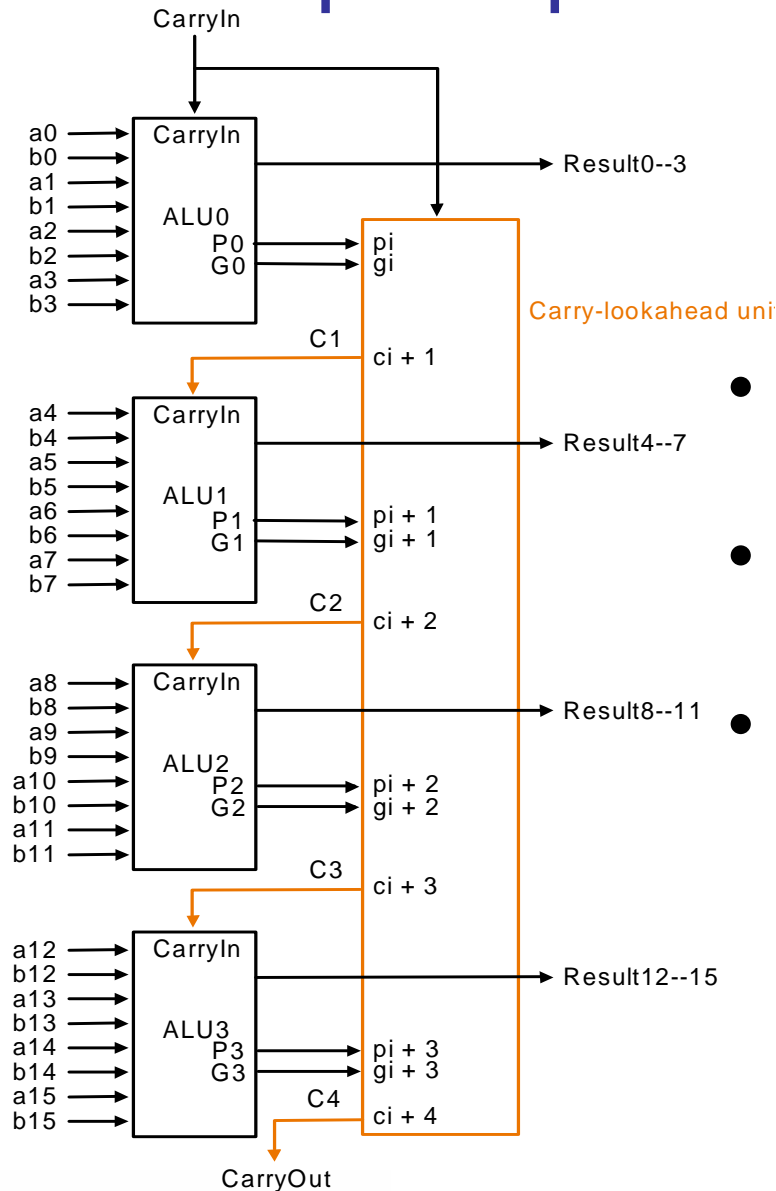 CarryIn
a0
b0
a1
b1
a2
b2
a3
b3
CarryIn
ALU0
P0
G0
pi
gi
Result0--3
Carry-lookahead uni
C1
ci + 1
a4
b4
a5
b5
a6
b6
a7
b7
CarryIn
ALU1
P1
G1
pi + 1
gi + 1
Result4--7
C2
ci + 2
a8
b8
a9
b9
a10
b10
a11
b11
CarryIn
ALU2
P2
G2
pi + 2
gi + 2
Result8--11
C3
ci + 3
a12
b12
a13
b13
a14
b14
a15
b15
CarryIn
ALU3
P3
G3
pi + 3
gi + 3
Result12--15
C4
ci + 4
CarryOut